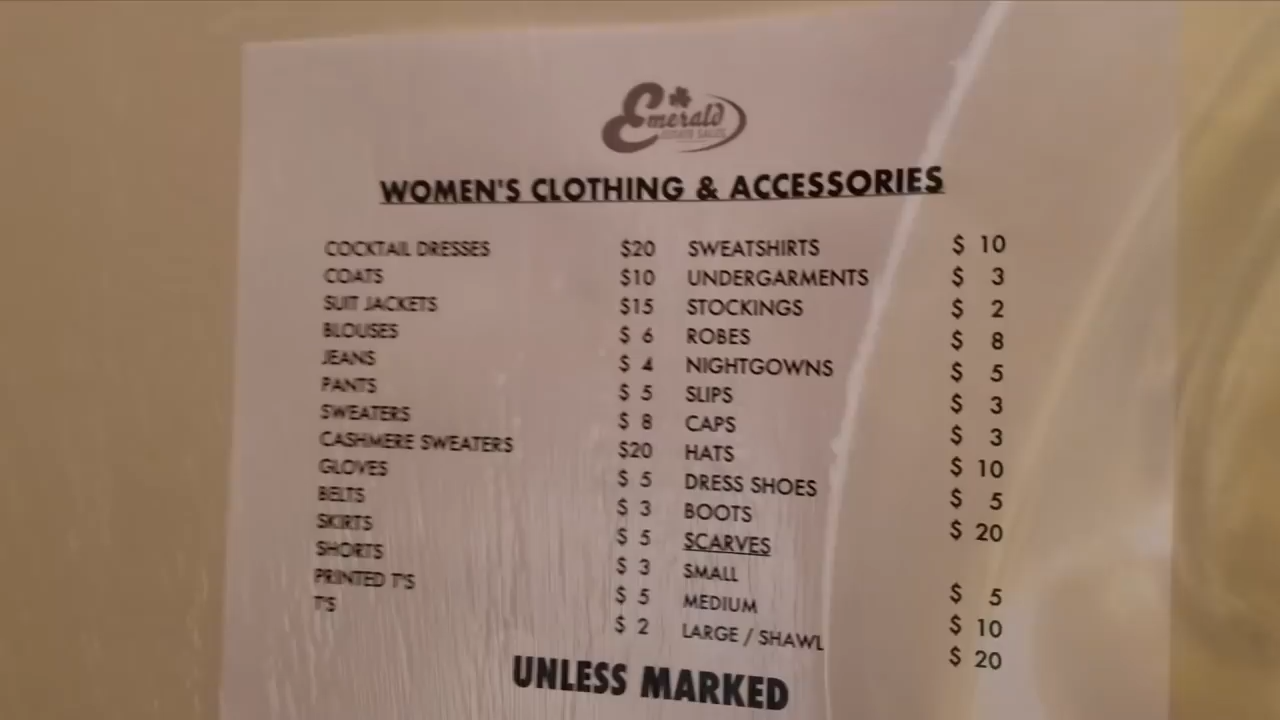 Emerald
ESTATE SALES
WOMEN'S CLOTHING & ACCESSORIES
COCKTAIL DRESSES $20 SWEATSHIRTS $ 10
COATS $10 UNDERGARMENTS $ 3
SUIT JACKETS $15 STOCKINGS $ 2
BLOUSES $ 6 ROBES $ 8
JEANS $ 4 NIGHTGOWNS $ 5
PANTS $ 5 SLIPS $ 3
SWEATERS $ 8 CAPS $ 3
CASHMERE SWEATERS $20 HATS $ 10
GLOVES $ 5 DRESS SHOES $ 5
BELTS $ 3 BOOTS $ 20
SKIRTS $ 5 SCARVES
SHORTS $ 3 SMALL $ 5
PRINTED T'S $ 5 MEDIUM $ 10
T'S $ 2 LARGE / SHAWL $ 20
UNLESS MARKED